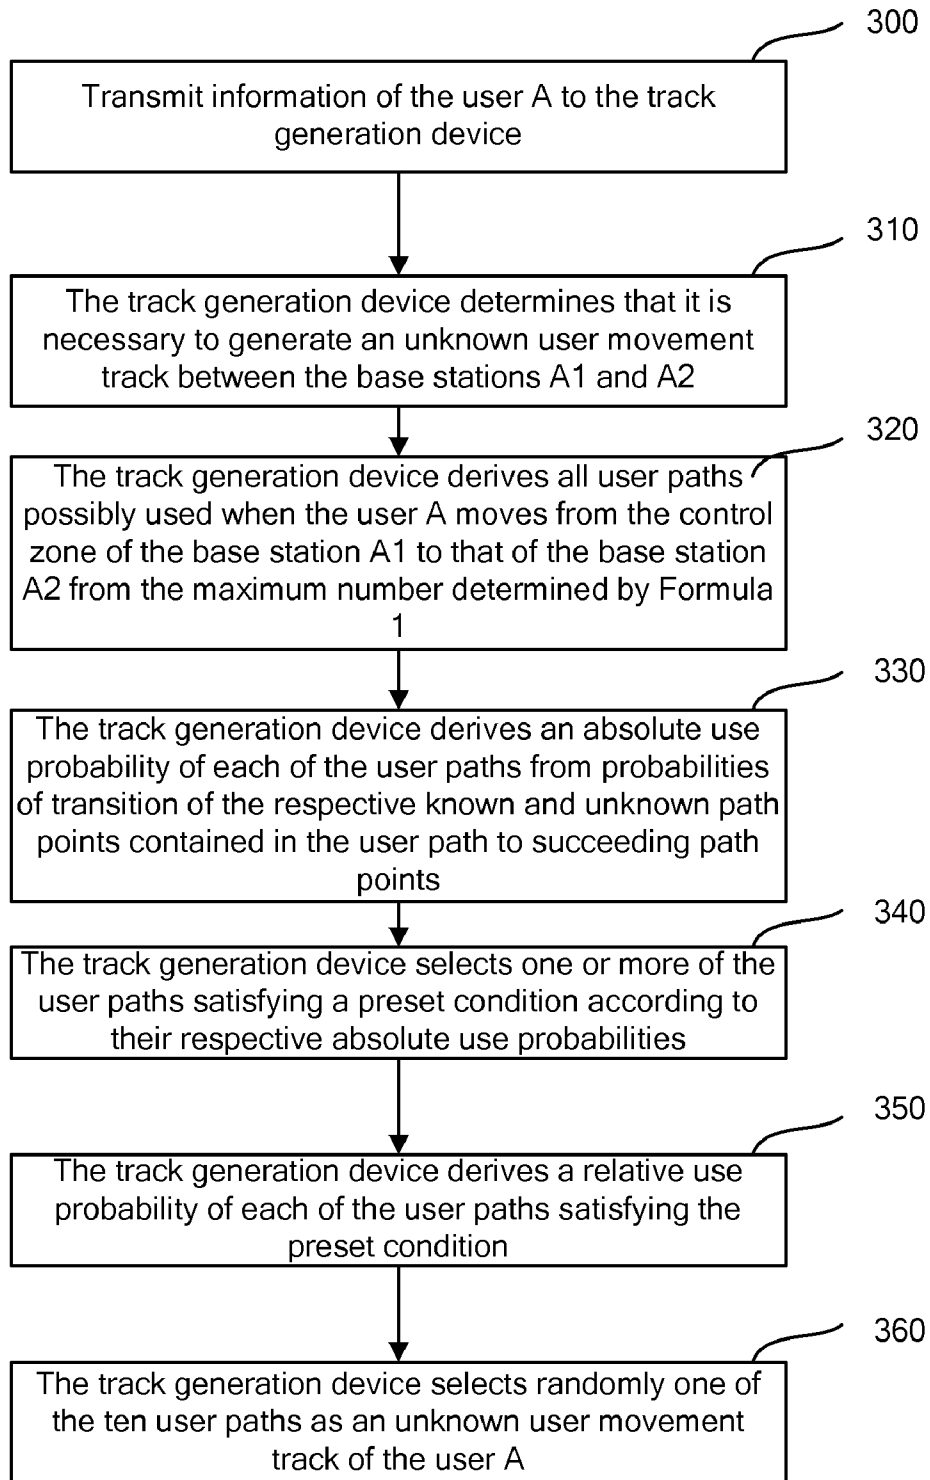 300
Transmit information of the user A to the track
generation device
310
The track generation device determines that it is
necessary to generate an unknown user movement
track between the base stations A1 and A2
320
The track generation device derives all user paths
possibly used when the user A moves from the control
zone of the base station A1 to that of the base station
A2 from the maximum number determined by Formula
1
330
The track generation device derives an absolute use
probability of each of the user paths from probabilities
of transition of the respective known and unknown path
points contained in the user path to succeeding path
points
340
The track generation device selects one or more of the
user paths satisfying a preset condition according to
their respective absolute use probabilities
350
The track generation device derives a relative use
probability of each of the user paths satisfying the
preset condition
360
The track generation device selects randomly one of
the ten user paths as an unknown user movement
track of the user A